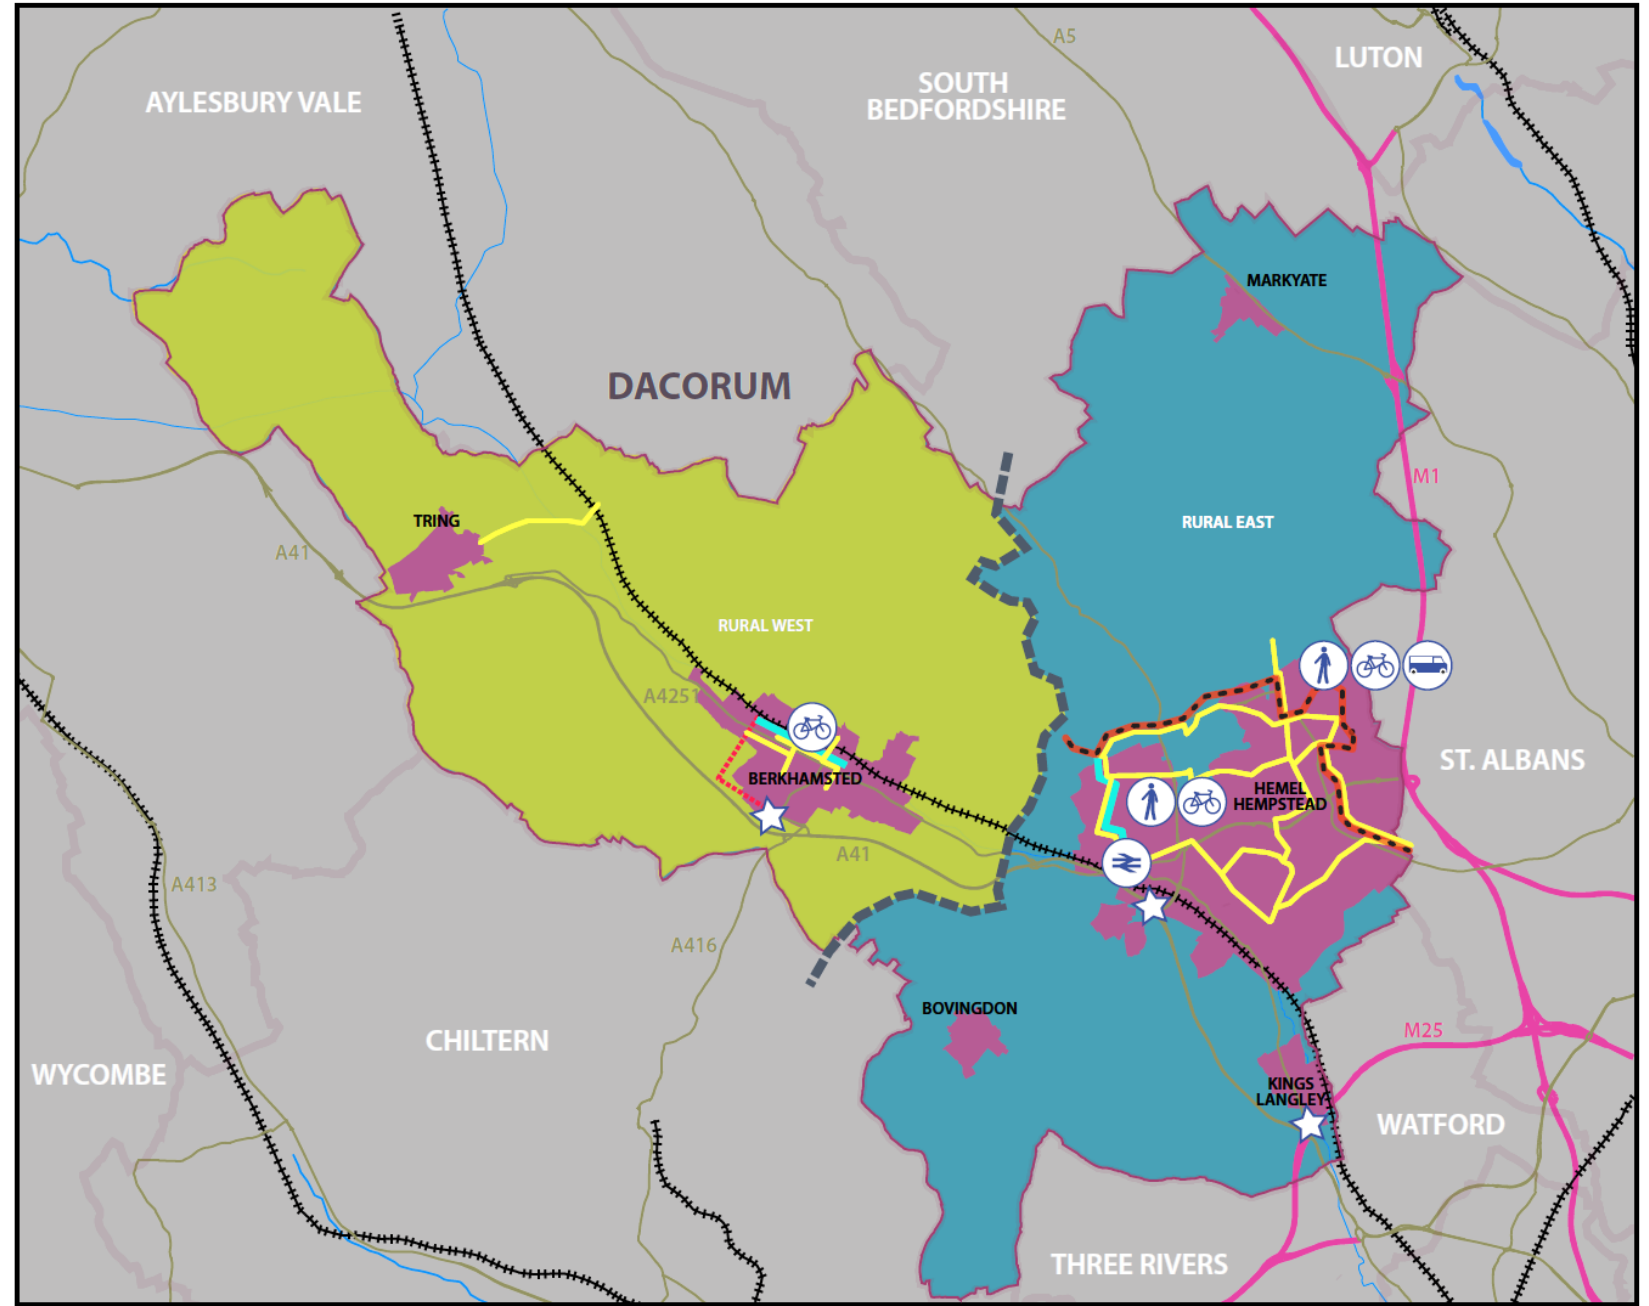 A5
LUTON
SOUTH
BEDFORDSHIRE
AYLESBURY VALE
MARKYATE
DACORUM
M1
TRING
RURAL EAST
A41
RURAL WEST
A4251
ST. ALBANS
BERKHAMSTED
HEMEL
HEMPSTEAD
A41
A413
A416
BOVINGDON
M25
CHILTERN
WYCOMBE
KINGS
LANGLEY
WATFORD
THREE RIVERS